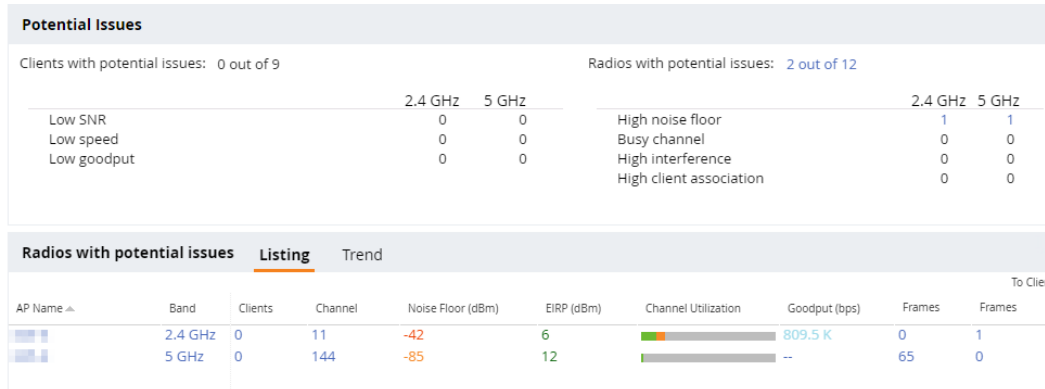 Potential Issues
Clients with potential issues: 0 out of 9 Radios with potential issues: 2 out of 12
2.4 GHz 5 GHz 2.4 GHz 5 GHz
Low SNR 0 0 High noise floor 1 1
Low speed 0 0 Busy channel 0 0
Low goodput 0 0 High interference 0 0
High client association 0 0
Radios with potential issues Listing Trend
To Clie
AP Name Band Clients Channel Noise Floor (dBm) EIRP (dBm) Channel Utilization Goodput (bps) Frames Frames
2.4 GHz 0 11 -42 6 809.5 K 0 1
5 GHz 0 144 -85 12 -- 65 0